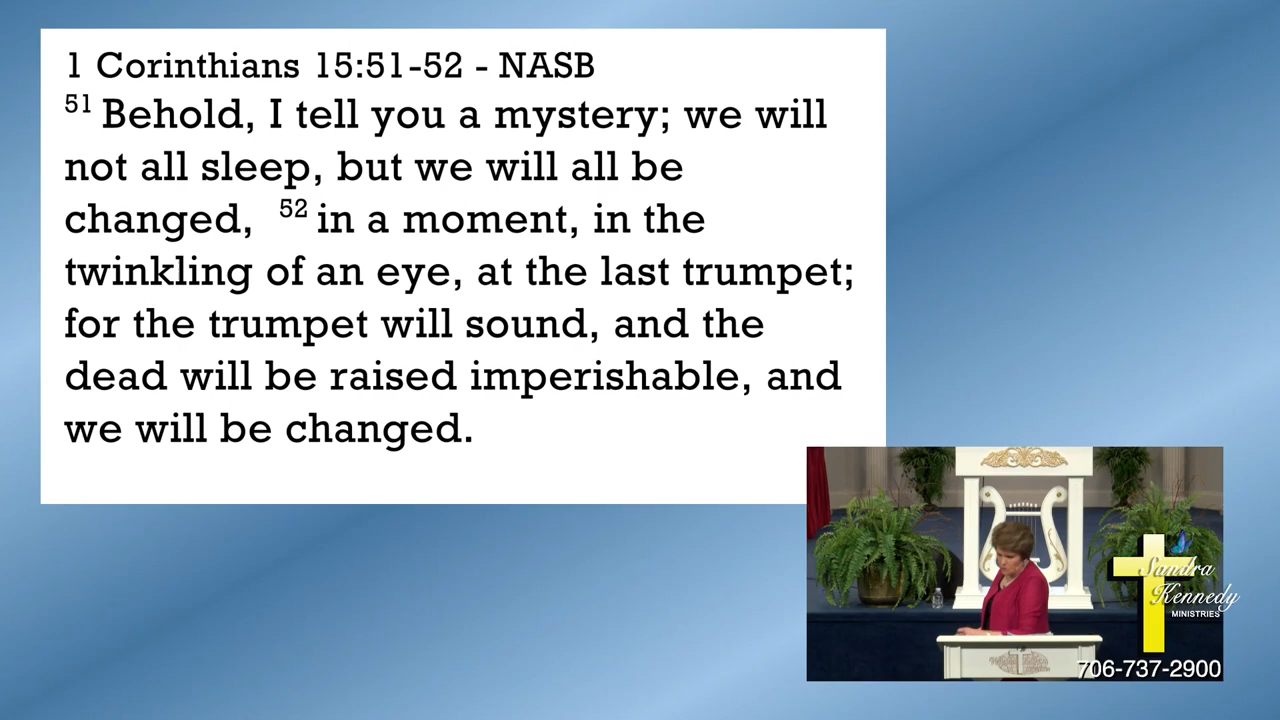 1 Corinthians 15:51-52 - NASB
51 Behold, I tell you a mystery; we will
not all sleep, but we will all be
changed, 52 in a moment, in the
twinkling of an eye, at the last trumpet;
for the trumpet will sound, and the
dead will be raised imperishable, and
we will be changed.
Sandra
Kennedy
MINISTRIES
706-737-2900